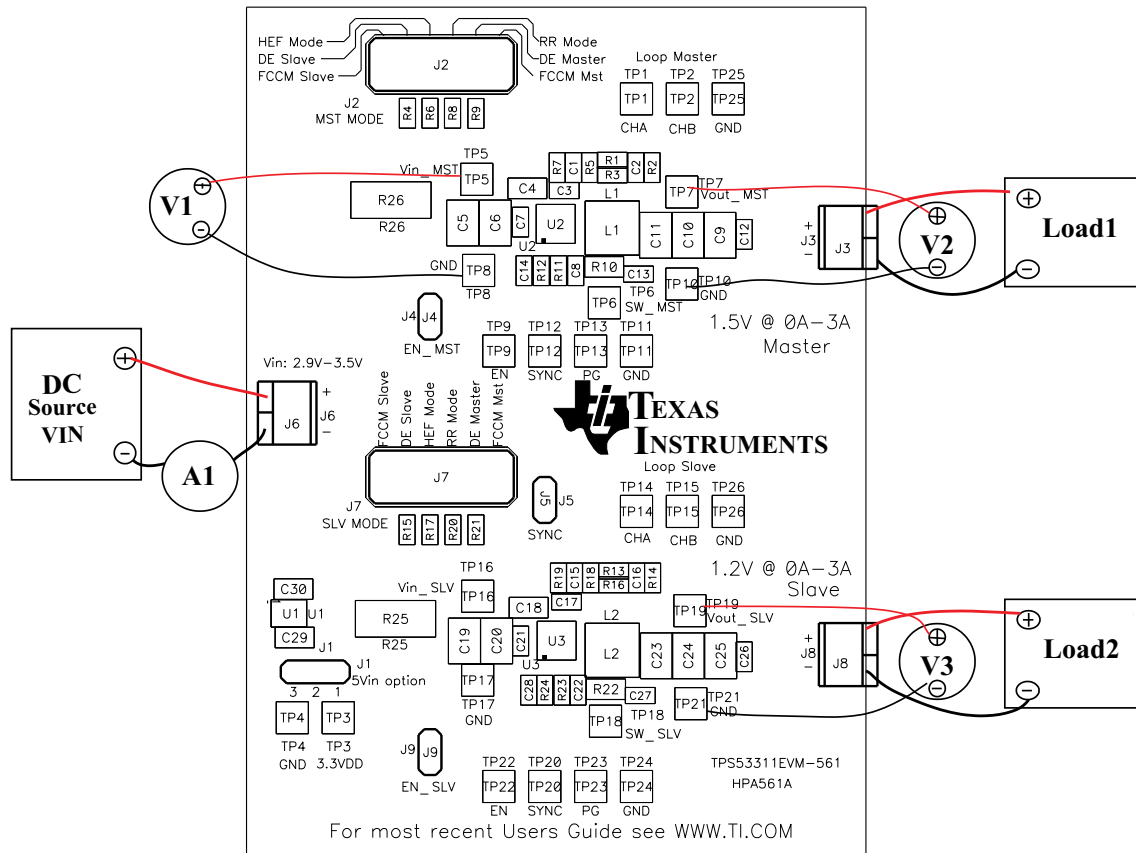 HEF Mode
DE Slave
FCCM Slave
J2
RR Mode
DE Master
FCCM Mst
J2
MST MODE
R4
R6
R8
R9
Loop Master
TP1
TP2
TP25
TP1
TP2
TP25
CHA
CHB
GND
V1
+
−
Vin_MST
TP5
TP5
R26
R26
R7
C1
R5
R1
R3
C2
R2
C4
C3
L1
C5
C6
C7
U2
U2
L1
C11
C10
C9
C12
TP7
TP7
Vout_MST
+
J3
−
J3
+
V2
−
+
Load1
−
GND
TP8
TP8
C14
R12
R11
C8
R10
C13
TP6
TP6
SW_MST
TP10
TP10
GND
J4
J4
EN_MST
TP9
TP12
TP13
TP11
TP9
TP12
TP13
TP11
EN
SYNC
PG
GND
1.5V @ 0A−3A
Master
+
DC
Source
VIN
−
A1
Vin: 2.9V−3.5V
J6
+
J6
−
FCCM Slave
DE Slave
HEF Mode
RR Mode
DE Master
FCCM Mst
TEXAS
INSTRUMENTS
J7
J7
SLV MODE
R15
R17
R20
R21
J5
J5
SYNC
Loop Slave
TP14
TP15
TP26
TP14
TP15
TP26
CHA
CHB
GND
1.2V @ 0A−3A
Slave
C30
U1
U1
C29
Vin_SLV
TP16
TP16
R25
R25
R19
C15
R18
R13
R16
C16
R14
C18
C17
L2
C19
C20
C21
U3
U3
L2
C23
C24
C25
C26
TP19
TP19
Vout_SLV
+
J8
−
J8
+
V3
−
+
Load2
−
J1
J1
5Vin option
3 2 1
TP4
TP3
TP4
TP3
GND
3.3VDD
TP17
TP17
GND
C28
R24
R23
C22
R22
C27
TP18
TP18
SW_SLV
TP21
TP21
GND
J9
J9
EN_SLV
TP22
TP20
TP23
TP24
TP22
TP20
TP23
TP24
EN
SYNC
PG
GND
TPS53311EVM−561
HPA561A
For most recent Users Guide see WWW.TI.COM